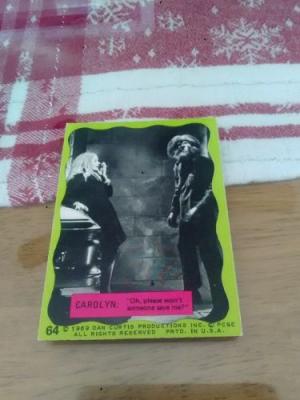 CAROLYN: "Oh, please won't
someone save me?"
64 © 1969 DAN CURTIS PRODUCTIONS INC. © PCGC
ALL RIGHTS RESERVED PRTD. IN U.S.A.